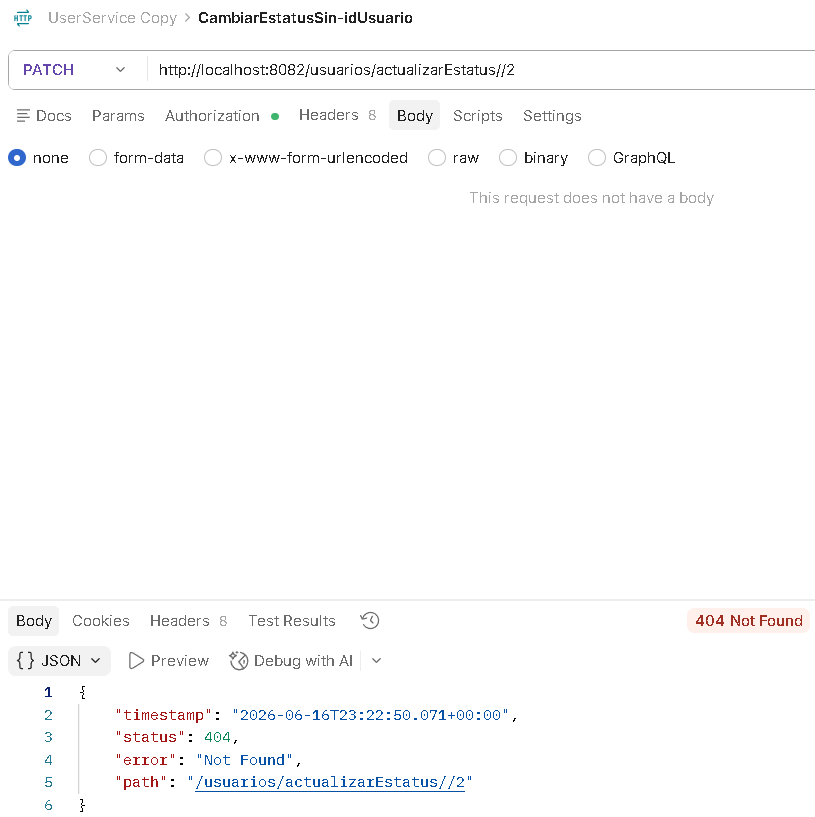 HTTP UserService Copy > CambiarEstatusSin-idUsuario
PATCH http://localhost:8082/usuarios/actualizarEstatus//2
Docs Params Authorization Headers 8 Body Scripts Settings
none form-data x-www-form-urlencoded raw binary GraphQL
This request does not have a body
Body Cookies Headers 8 Test Results 404 Not Found
{} JSON Preview Debug with AI
1 {
2 "timestamp": "2026-06-16T23:22:50.071+00:00",
3 "status": 404,
4 "error": "Not Found",
5 "path": "/usuarios/actualizarEstatus//2"
6 }